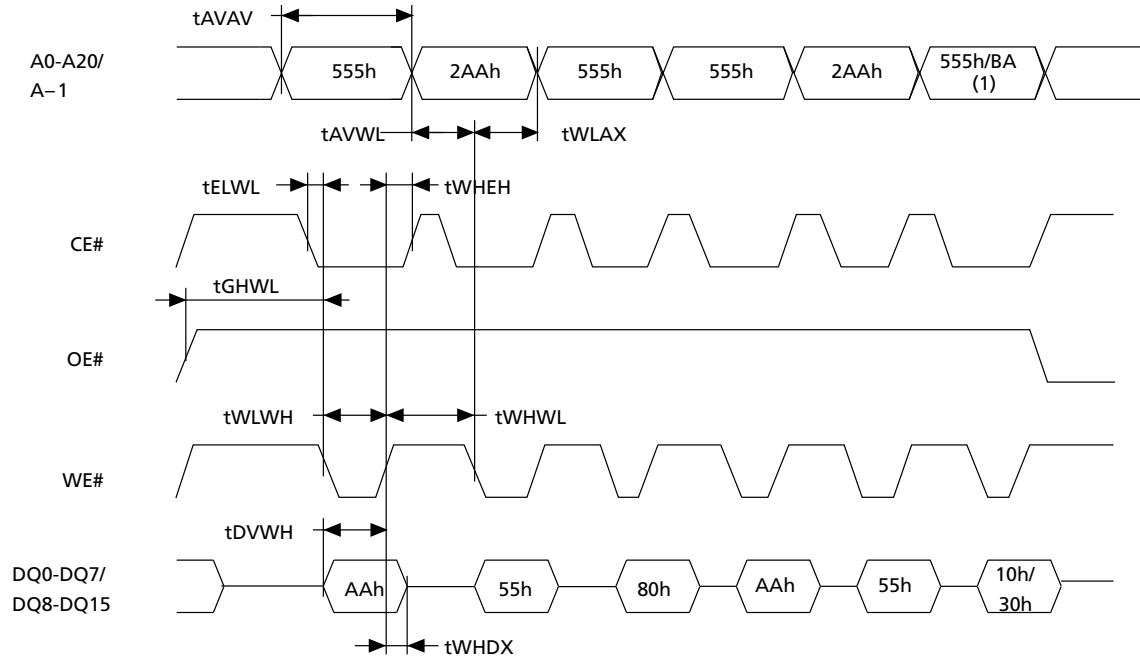 tAVAV
A0-A20/
A–1
555h
2AAh
555h
555h
2AAh
555h/BA
(1)
tAVWL
tWLAX
tELWL
tWHEH
CE#
tGHWL
OE#
tWLWH
tWHWL
WE#
tDVWH
DQ0-DQ7/
DQ8-DQ15
AAh
55h
80h
AAh
55h
10h/
30h
tWHDX